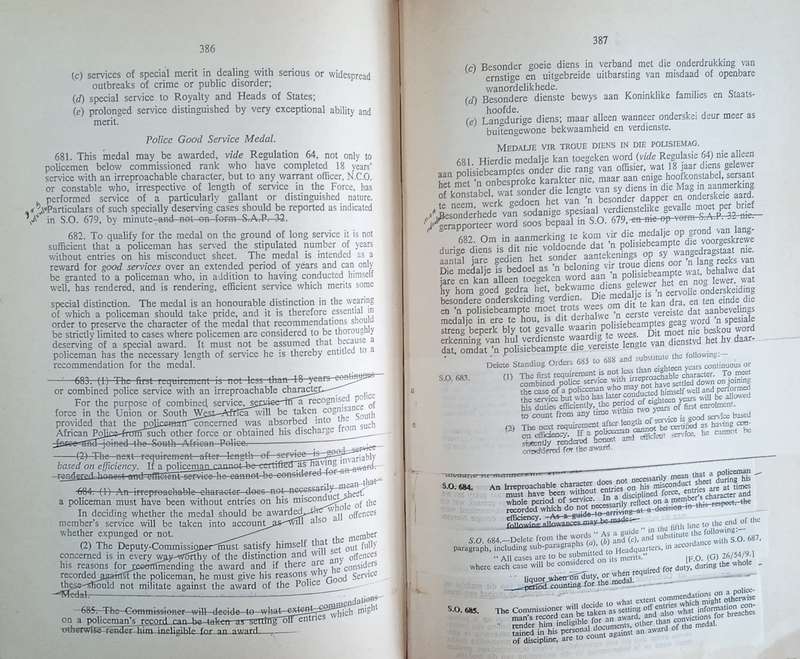 386
(c) services of special merit in dealing with serious or widespread
outbreaks of crime or public disorder;
(d) special service to Royalty and Heads of States;
(e) prolonged service distinguished by very exceptional ability and
merit.
Police Good Service Medal.
681. This medal may be awarded, vide Regulation 64, not only to
policemen below commissioned rank who have completed 18 years'
service with an irreproachable character, but to any warrant officer, N.C.O.
or constable who, irrespective of length of service in the Force, has
performed service of a particularly gallant or distinguished nature.
Particulars of such specially deserving cases should be reported as indicated
in S.O. 679, by minute and not on form S.A.P. 32.
682. To qualify for the medal on the ground of long service it is not
sufficient that a policeman has served the stipulated number of years
without entries on his misconduct sheet. The medal is intended as a
reward for good services over an extended period of years and can only
be granted to a policeman who, in addition to having conducted himself
well, has rendered, and is rendering, efficient service which merits some
special distinction. The medal is an honourable distinction in the wearing
of which a policeman should take pride, and it is therefore essential in
order to preserve the character of the medal that recommendations should
be strictly limited to cases where policemen are considered to be thoroughly
deserving of a special award. It must not be assumed that because a
policeman has the necessary length of service he is thereby entitled to a
recommendation for the medal.
683. (1) The first requirement is not less than 18 years continuous
or combined police service with an irreproachable character.
For the purpose of combined service, service in a recognised police
force in the Union or South West Africa will be taken cognisance of
provided that the policeman concerned was absorbed into the South
African Police from such other force or obtained his discharge from such
force and joined the South African Police.
(2) The next requirement after length of service is good service
based on efficiency. If a policeman cannot be certified as having invariably
rendered honest and efficient service he cannot be considered for an award.
684. (1) An irreproachable character does not necessarily mean that
a policeman must have been without entries on his misconduct sheet.
In deciding whether the medal should be awarded, the whole of the
member's service will be taken into account as will also all offences
whether expunged or not.
(2) The Deputy Commissioner must satisfy himself that the member
concerned is in every way worthy of the distinction and will set out fully
his reasons for recommending the award and if there are any offences
recorded against the policeman, he must give his reasons why he considers
these should not militate against the award of the Police Good Service
Medal.
685. The Commissioner will decide to what extent commendations
on a policeman's record can be taken as setting off entries which might
otherwise render him ineligible for an award.
387
(c) Besonder goeie diens in verband met die onderdrukking van
ernstige en uitgebreide uitbarsting van misdaad of openbare
wanordelikhede.
(d) Besondere dienste bewys aan Koninklike families en Staats-
hoofde.
(e) Langdurige diens; maar alleen wanneer onderskei deur meer as
buitengewone bekwaamheid en verdienste.
MEDALJE VIR TROUE DIENS IN DIE POLISIEMAG.
681. Hierdie medalje kan toegeken word (vide Regulasie 64) nie alleen
aan polisiebeamptes onder die rang van offisier, wat 18 jaar diens gelewer
het met 'n onbesproke karakter nie, maar aan enige hoofkonstabel, sersant
of konstabel, wat sonder die lengte van sy diens in die Mag in aanmerking
te neem, werk gedoen het van 'n besonder dapper en onderskeie aard.
Besonderhede van sodanige spesiaal verdienstelike gevalle moet per brief
gerapporteer word soos bepaal in S.O. 679, en nie op vorm S.A.P. 32 nie.
682. Om in aanmerking te kom vir die medalje op grond van lang-
durige diens is dit nie voldoende dat 'n polisiebeampte die voorgeskrewe
aantal jare gedien het sonder aantekenings op sy wangedragstaat nie.
Die medalje is bedoel as 'n beloning vir troue diens oor 'n lang reeks van
jare en kan alleen toegeken word aan 'n polisiebeampte wat, behalwe dat
hy hom goed gedra het, bekwame diens gelewer het en nog lewer, wat
besondere onderskeiding verdien. Die medalje is 'n eervolle onderskeiding
en 'n polisiebeampte moet trots wees om dit te kan dra, en ten einde die
medalje in ere te hou, is dit derhalwe 'n eerste vereiste dat aanbevelings
streng beperk bly tot gevalle waarin polisiebeamptes geag word 'n spesiale
erkenning van hul verdienste waardig te wees. Dit moet nie beskou word
dat, omdat 'n polisiebeampte die vereiste lengte van dienstyd het hy daar-
Delete Standing Orders 683 to 688 and substitute the following:—
S.O. 683. (1) The first requirement is not less than eighteen years continuous or
combined police service with irreproachable character. To meet
the case of a policeman who may not have settled down on joining
the service but who has later conducted himself well and performed
his duties efficiently, the period of eighteen years will be allowed
to count from any time within two years of first enrolment.
(2) The next requirement after length of service is good service based
on efficiency. If a policeman cannot be certified as having con-
sistently rendered honest and efficient service, he cannot be
considered for the award.
S.O. 684. An Irreproachable character does not necessarily mean that a policeman
must have been without entries on his misconduct sheet during his
whole period of service. In a disciplined force, entries are at times
recorded which do not necessarily reflect on a member's character and
efficiency. As a guide to arriving at a decision in this respect, the
following allowances may be made:—
S.O. 684.—Delete from the words "As a guide" in the fifth line to the end of the
paragraph, including sub-paragraphs (a), (b) and (c), and substitute the following:—
"All cases are to be submitted to Headquarters, in accordance with S.O. 687,
where each case will be considered on its merits."
[F.O. (G) 26/54/9.]
liquor when on duty, or when required for duty, during the whole
period counting for the medal.
S.O. 685. The Commissioner will decide to what extent commendations on a police-
man's record can be taken as setting off entries which might otherwise
render him ineligible for an award, and also what information con-
tained in his personal documents, other than convictions for breaches
of discipline, are to count against an award of the medal.